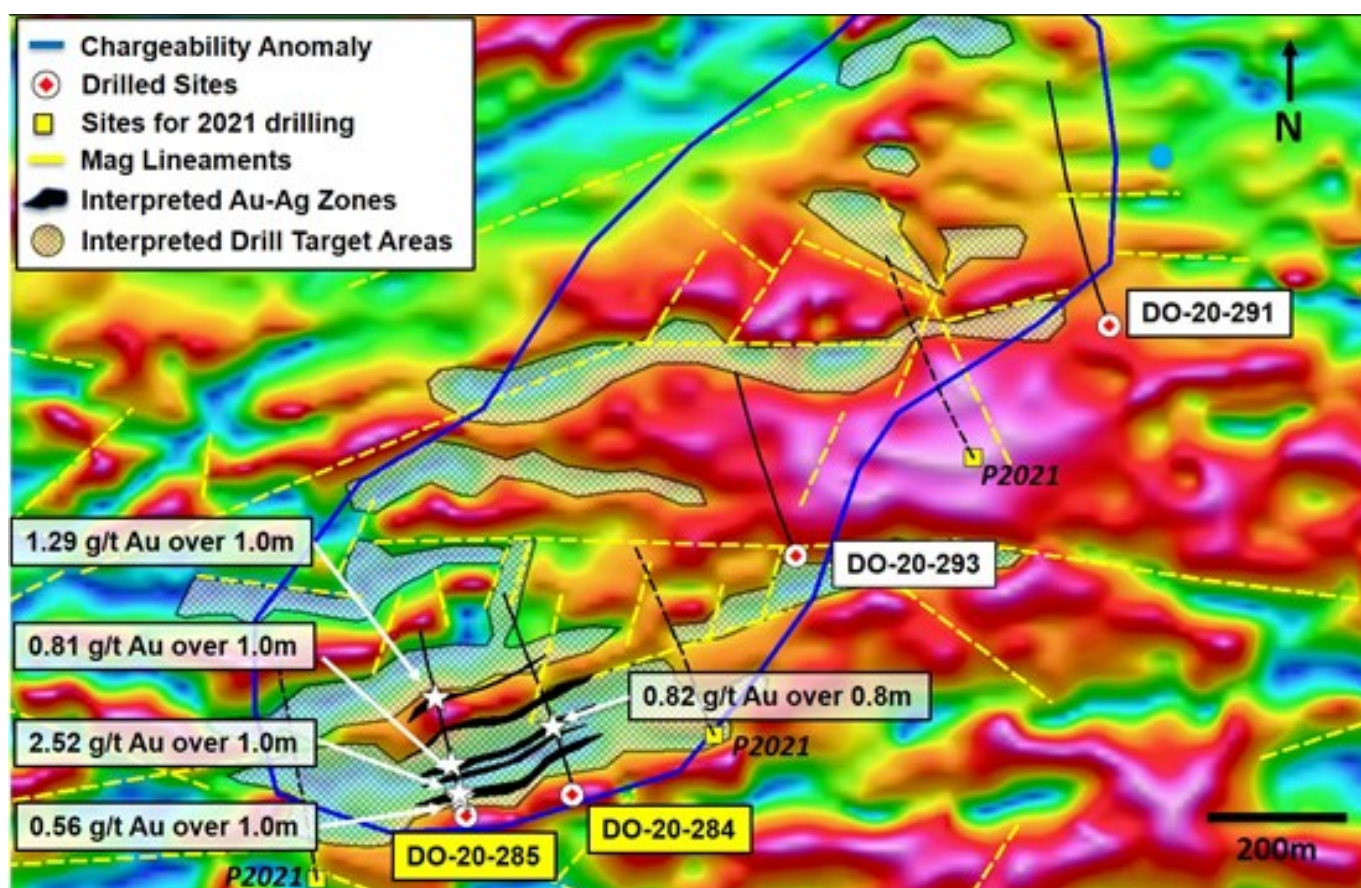 Chargeability Anomaly
Drilled Sites
Sites for 2021 drilling
Mag Lineaments
Interpreted Au-Ag Zones
Interpreted Drill Target Areas
N
DO-20-291
P2021
1.29 g/t Au over 1.0m
DO-20-293
0.81 g/t Au over 1.0m
0.82 g/t Au over 0.8m
2.52 g/t Au over 1.0m
P2021
0.56 g/t Au over 1.0m
DO-20-284
DO-20-285
200m
P2021